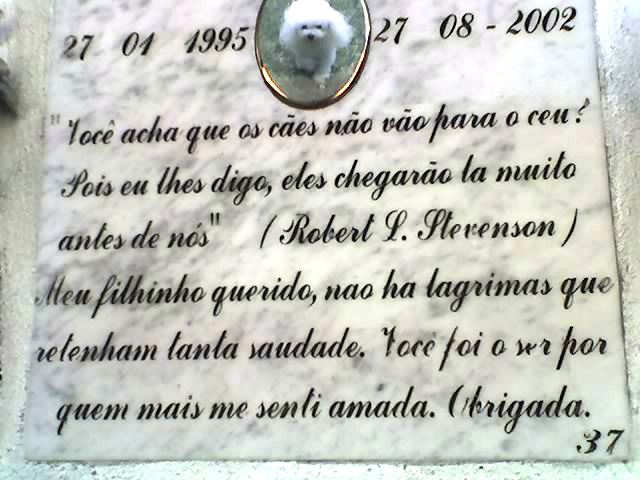 27 01 1995 27 08 - 2002
"Você acha que os cães não vão para o ceu?
Pois eu lhes digo, eles chegarão la muito
antes de nós" (Robert L. Stevenson)
Meu filhinho querido, nao ha lagrimas que
retenham tanta saudade. Você foi o ser por
quem mais me senti amada. Obrigada.
37